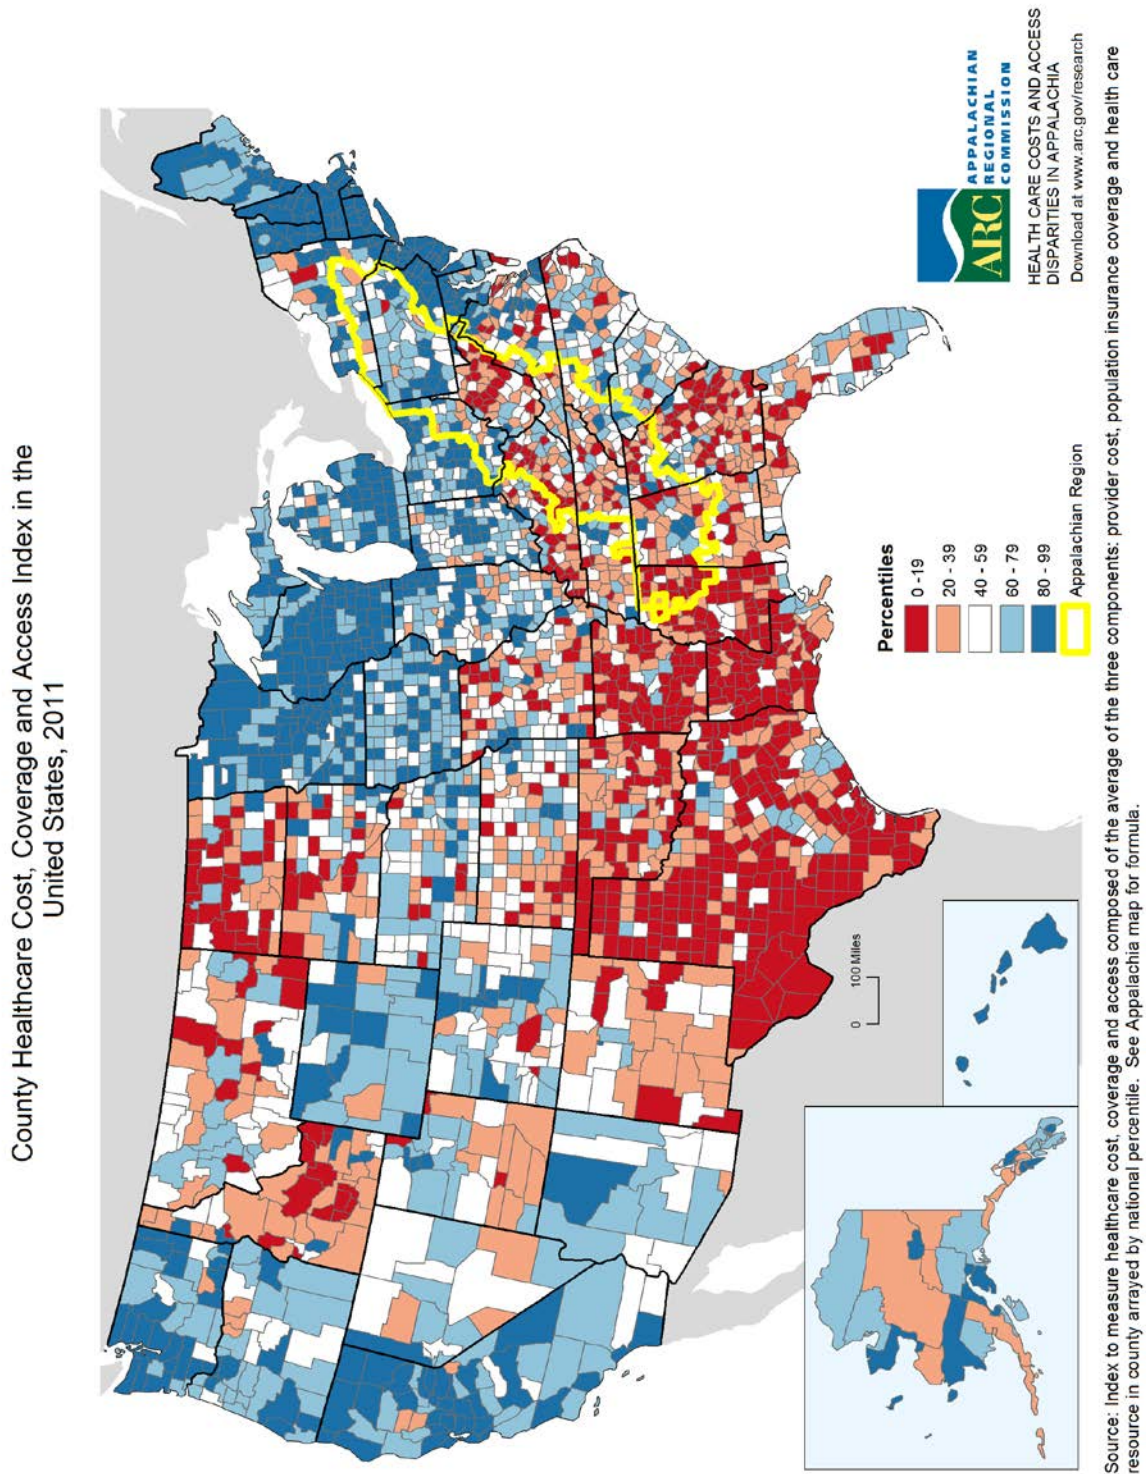 County Healthcare Cost, Coverage and Access Index in the
United States, 2011
Percentiles
0 -19
20 - 39
40 - 59
60 - 79
80 - 99
Appalachian Region
0 100 Miles
ARC
APPALACHIAN
REGIONAL
COMMISSION
HEALTH CARE COSTS AND ACCESS
DISPARITIES IN APPALACHIA
Download at www.arc.gov/research
Source: Index to measure healthcare cost, coverage and access composed of the average of the three components: provider cost, population insurance coverage and health care
resource in county arrayed by national percentile.  See Appalachia map for formula.